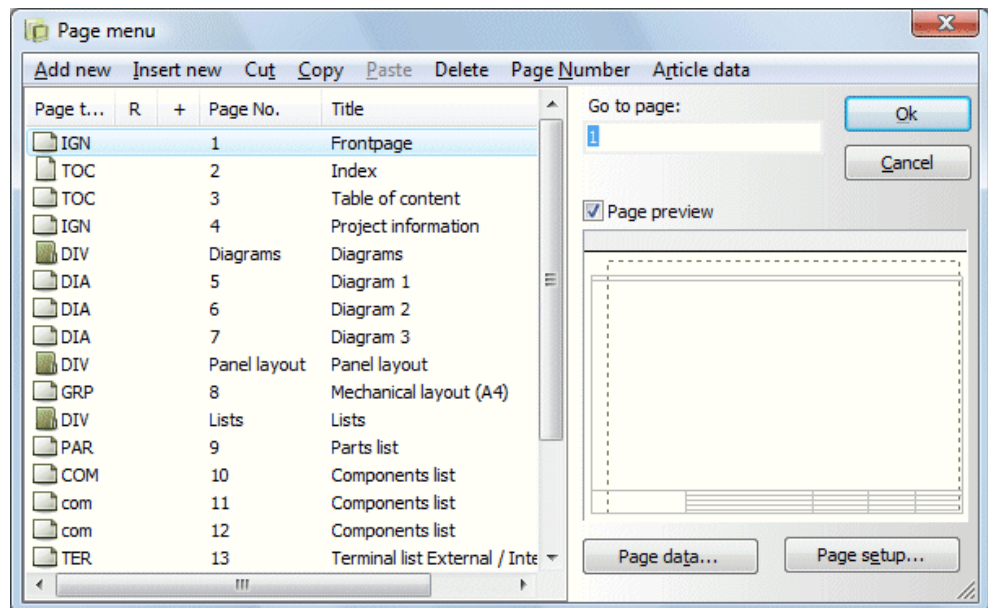 Page menu
Add new Insert new Cut Copy Paste Delete Page Number Article data
Page t... R + Page No. Title
IGN 1 Frontpage
TOC 2 Index
TOC 3 Table of content
IGN 4 Project information
DIV Diagrams Diagrams
DIA 5 Diagram 1
DIA 6 Diagram 2
DIA 7 Diagram 3
DIV Panel layout Panel layout
GRP 8 Mechanical layout (A4)
DIV Lists Lists
PAR 9 Parts list
COM 10 Components list
com 11 Components list
com 12 Components list
TER 13 Terminal list External / Inte
Go to page:
1
Ok
Cancel
Page preview
Page data...
Page setup...